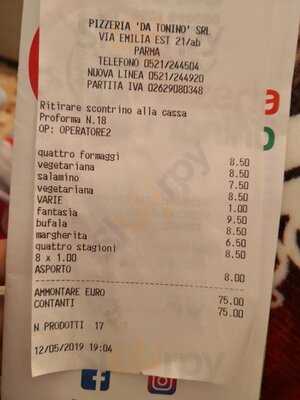 PIZZERIA 'DA TONINO' SRL
VIA EMILIA EST 21/ab
PARMA
TELEFONO 0521/244504
NUOVA LINEA 0521/244920
PARTITA IVA 02629080348
Ritirare scontrino alla cassa
Proforma N.18
OP: OPERATORE2
quattro formaggi 8.50
vegetariana 8.50
salamino 7.50
vegetariana 8.50
VARIE 1.00
fantasia 9.50
bufala 8.50
margherita 6.50
quattro stagioni 8.50
8 x 1.00
ASPORTO 8.00
AMMONTARE EURO 75.00
CONTANTI 75.00
N PRODOTTI 17
12/05/2019 19:04